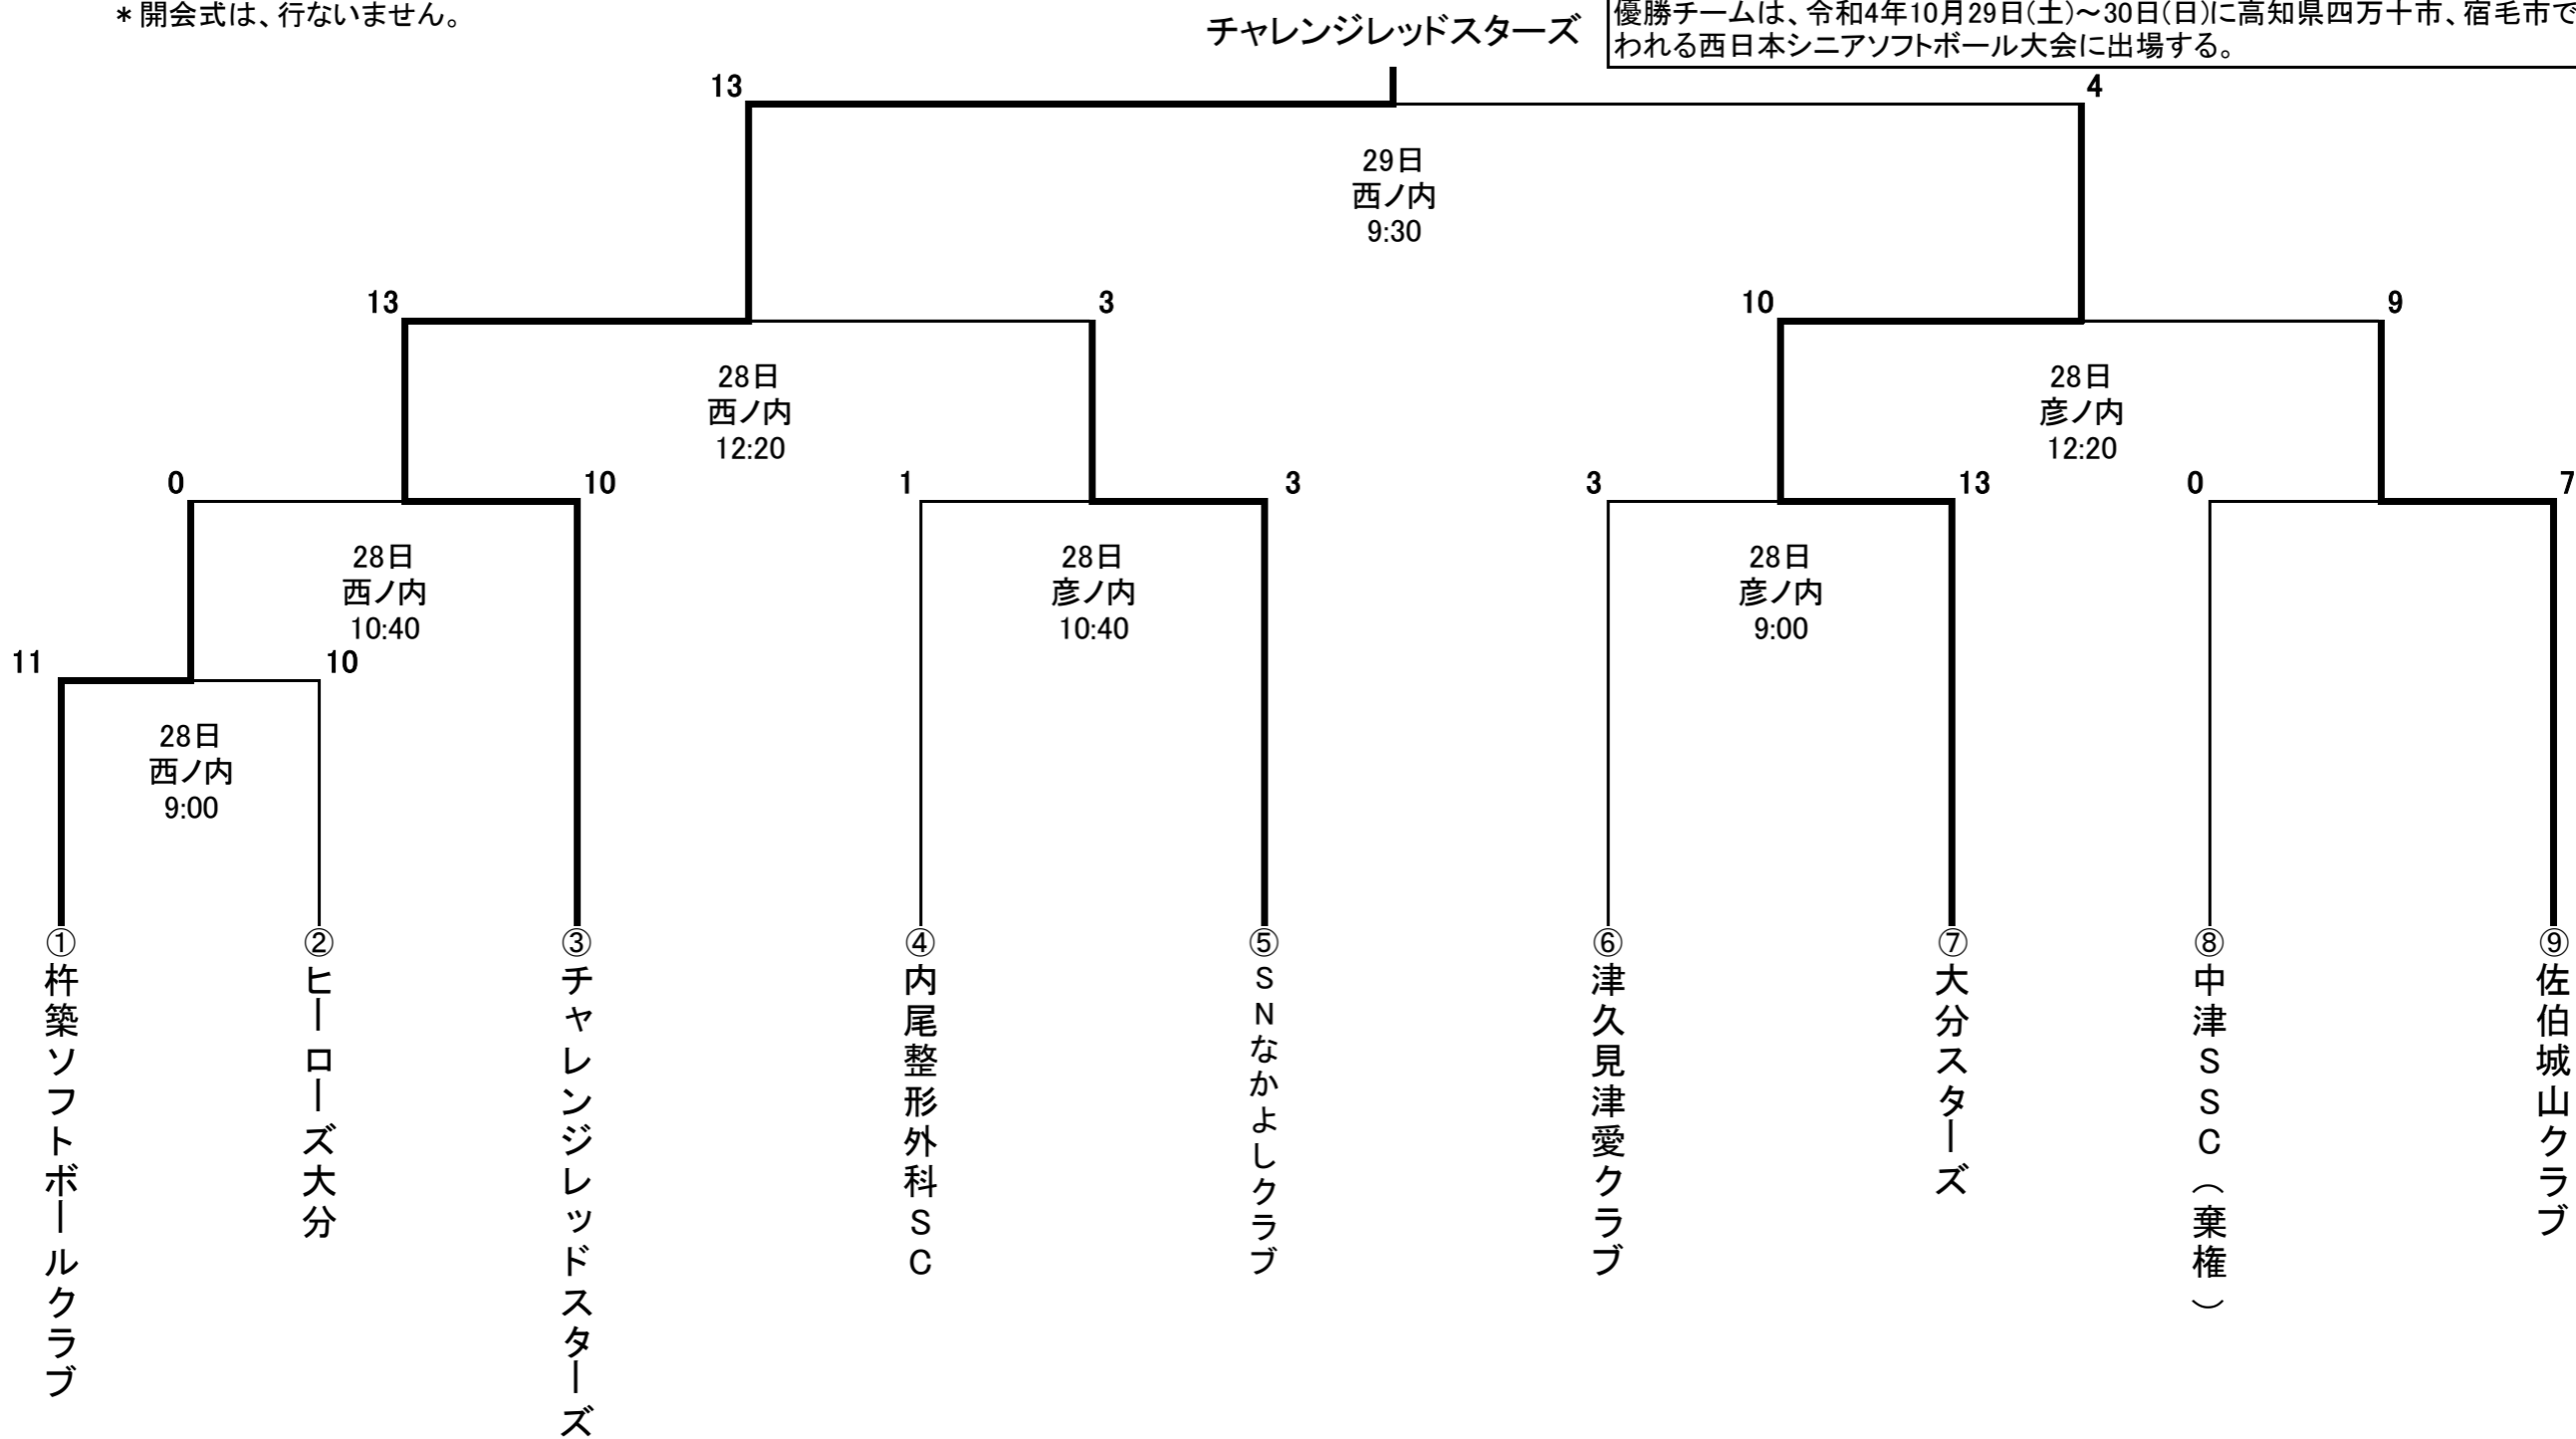 ＊開会式は、行ないません。
チャレンジレッドスターズ
優勝チームは、令和4年10月29日(土)～30日(日)に高知県四万十市、宿毛市で
われる西日本シニアソフトボール大会に出場する。
13
4
29日
西ノ内
9:30
13
3
10
9
28日
西ノ内
12:20
28日
彦ノ内
12:20
0
10
1
3
3
13
0
7
28日
西ノ内
10:40
28日
彦ノ内
10:40
28日
彦ノ内
9:00
11
10
28日
西ノ内
9:00
①杵築ソフトボールクラブ
②ヒーローズ大分
③チャレンジレッドスターズ
④内尾整形外科ＳＣ
⑤ＳＮなかよしクラブ
⑥津久見津愛クラブ
⑦大分スターズ
⑧中津ＳＳＣ（棄権）
⑨佐伯城山クラブ